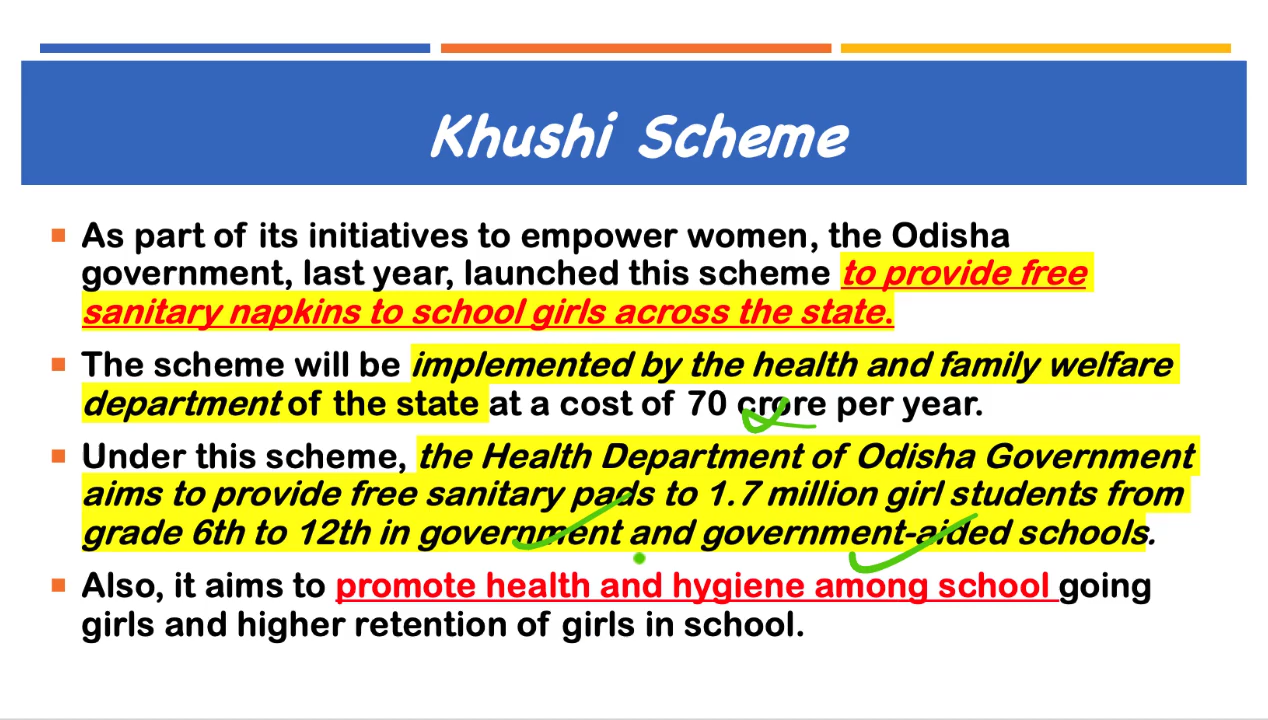 Khushi Scheme
As part of its initiatives to empower women, the Odisha
government, last year, launched this scheme to provide free
sanitary napkins to school girls across the state.
The scheme will be implemented by the health and family welfare
department of the state at a cost of 70 crore per year.
Under this scheme, the Health Department of Odisha Government
aims to provide free sanitary pads to 1.7 million girl students from
grade 6th to 12th in government and government-aided schools.
Also, it aims to promote health and hygiene among school going
girls and higher retention of girls in school.